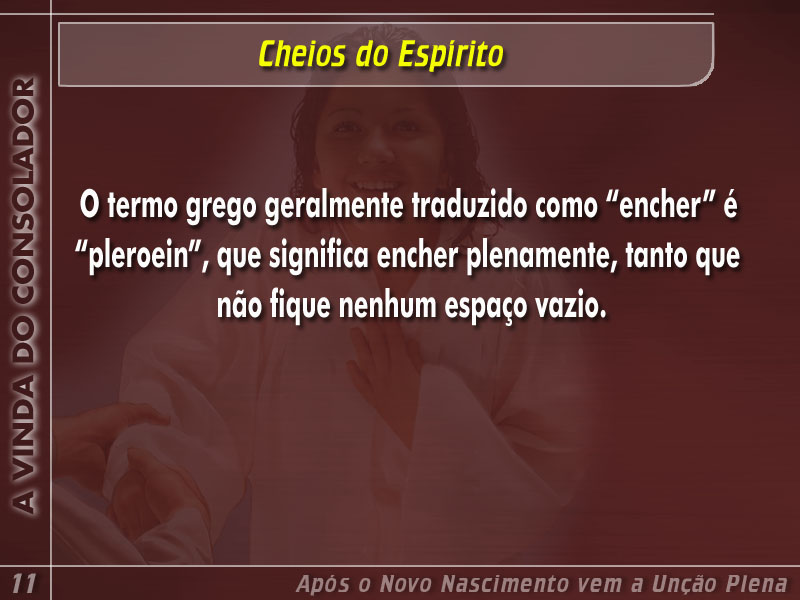 Cheios do Espírito
A VINDA DO CONSOLADOR
O termo grego geralmente traduzido como “encher” é
“pleroein”, que significa encher plenamente, tanto que
não fique nenhum espaço vazio.
11
Após o Novo Nascimento vem a Unção Plena